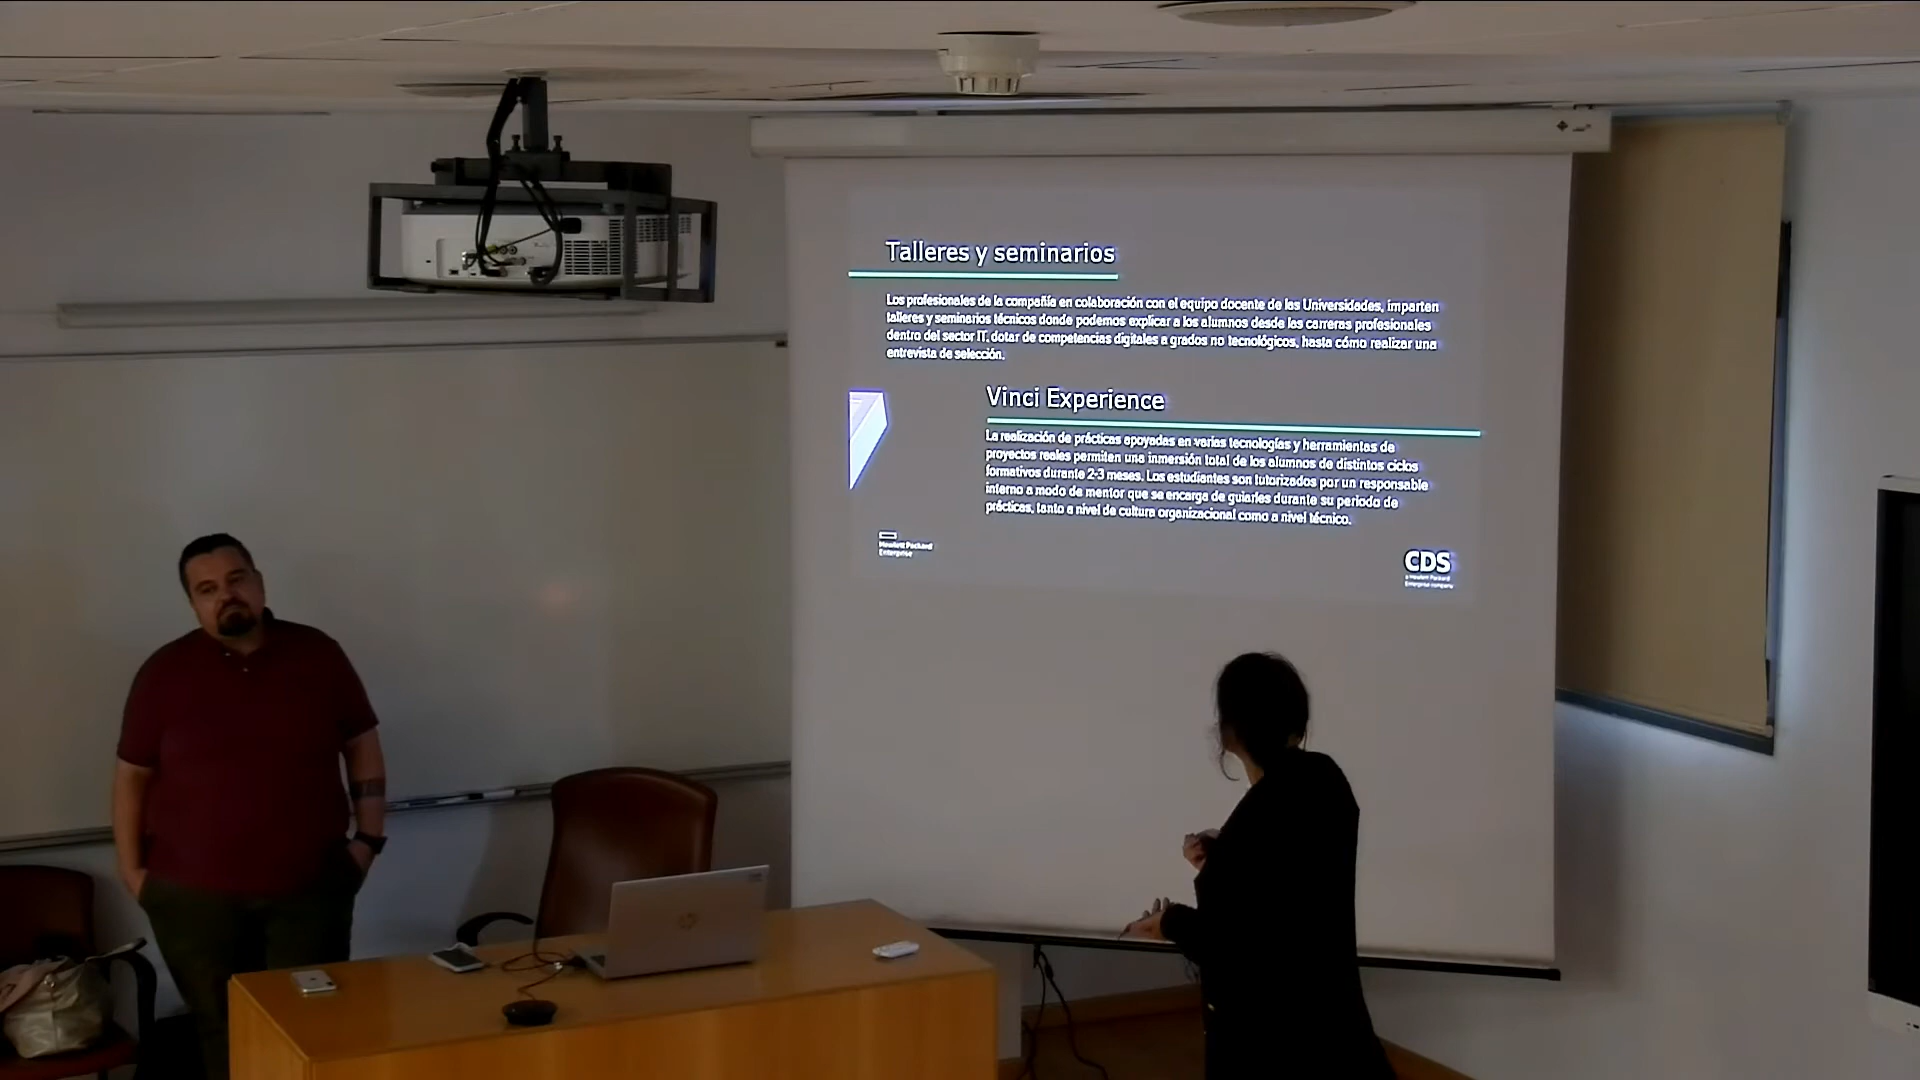 Talleres y seminarios
Los profesionales de la compañía en colaboración con el equipo docente de las Universidades, imparten
talleres y seminarios técnicos donde podemos explicar a los alumnos desde las carreras profesionales
dentro del sector IT, dotar de competencias digitales a grados no tecnológicos, hasta cómo realizar una
entrevista de selección.
Vinci Experience
La realización de prácticas apoyadas en varias tecnologías y herramientas de
proyectos reales permiten una inmersión total de los alumnos de distintos ciclos
formativos durante 2-3 meses. Los estudiantes son tutorizados por un responsable
interno a modo de mentor que se encarga de guiarles durante su periodo de
prácticas, tanto a nivel de cultura organizacional como a nivel técnico.
Hewlett Packard
Enterprise
CDS
a Hewlett Packard
Enterprise company
hp